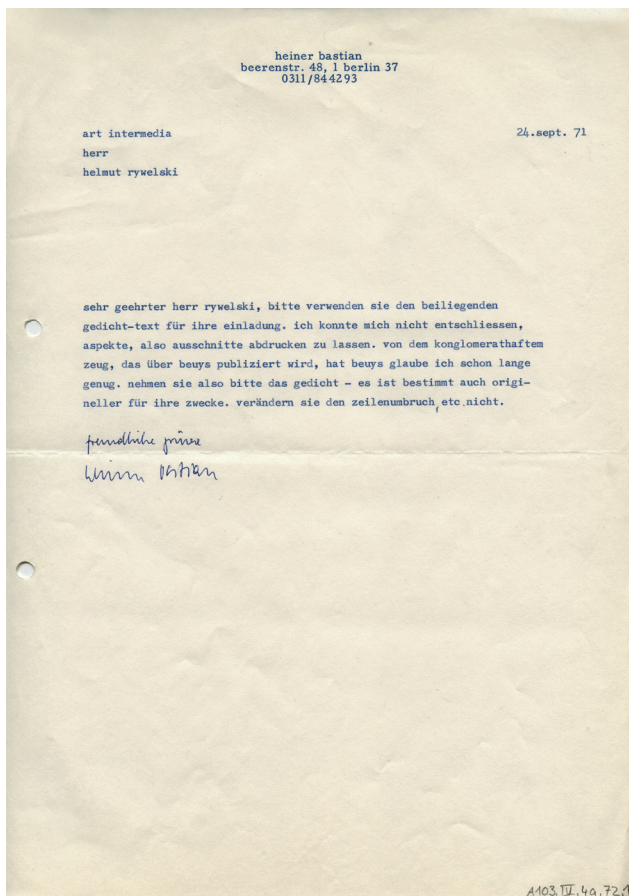 heiner bastian
beerenstr. 48, 1 berlin 37
0311/844293
art intermedia
24.sept. 71
herr
helmut rywelski
sehr geehrter herr rywelski, bitte verwenden sie den beiliegenden
gedicht-text für ihre einladung. ich konnte mich nicht entschliessen,
aspekte, also ausschnitte abdrucken zu lassen. von dem konglomerathaftem
zeug, das über beuys publiziert wird, hat beuys glaube ich schon lange
genug. nehmen sie also bitte das gedicht - es ist bestimmt auch origi-
neller für ihre zwecke. verändern sie den zeilenumbruch, etc.nicht.
freundliche grüsse
heiner bastian
A103.IV.49.72.1